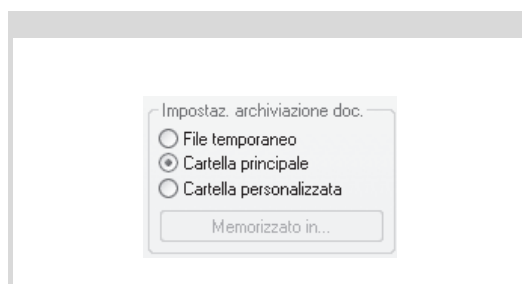 Impostaz. archiviazione doc.
File temporaneo
Cartella principale
Cartella personalizzata
Memorizzato in...